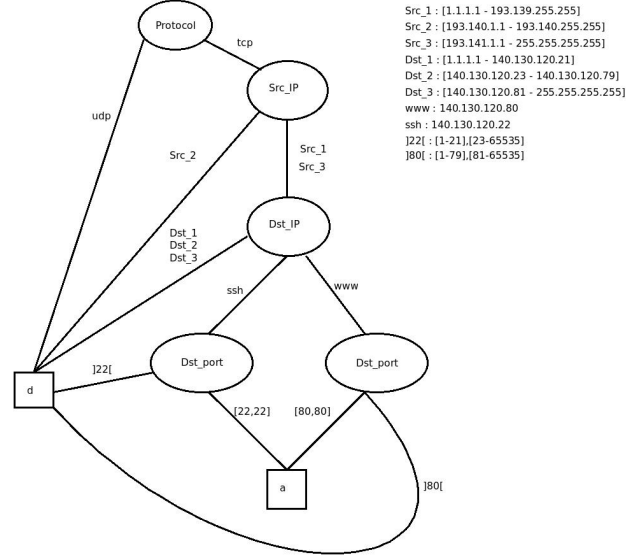 Protocol
tcp
Src_IP
udp
Src_2
Src_1
Src_3
Dst_IP
Dst_1
Dst_2
Dst_3
ssh
www
Dst_port
Dst_port
d
]22[
[22,22]
[80,80]
a
]80[
Src_1 : [1.1.1.1 - 193.139.255.255]
Src_2 : [193.140.1.1 - 193.140.255.255]
Src_3 : [193.141.1.1 - 255.255.255.255]
Dst_1 : [1.1.1.1 - 140.130.120.21]
Dst_2 : [140.130.120.23 - 140.130.120.79]
Dst_3 : [140.130.120.81 - 255.255.255.255]
www : 140.130.120.80
ssh : 140.130.120.22
]22[ : [1-21],[23-65535]
]80[ : [1-79],[81-65535]